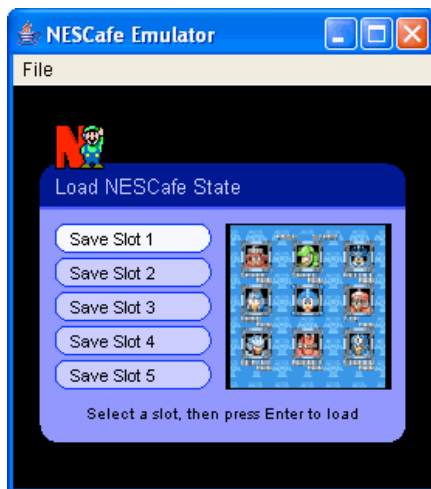 NESCafe Emulator
File
N
Load NESCafe State
Save Slot 1
Save Slot 2
Save Slot 3
Save Slot 4
Save Slot 5
Select a slot, then press Enter to load